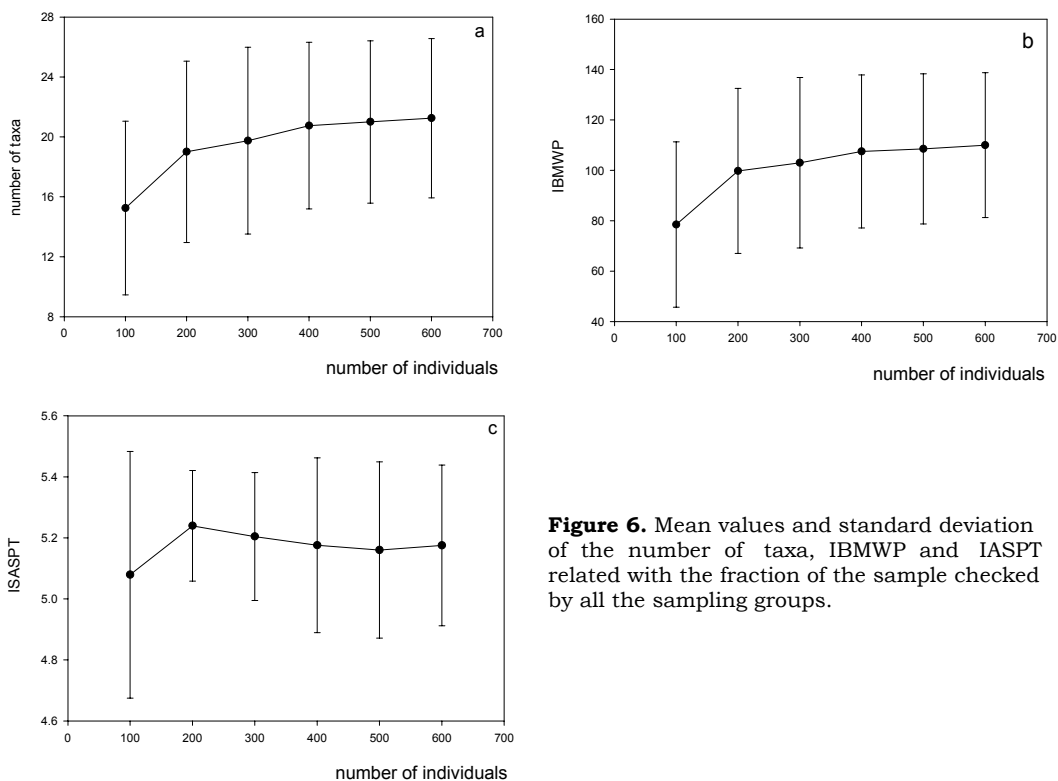 a
28
24
20
16
12
8
number of taxa
0 100 200 300 400 500 600 700
number of individuals
b
160
140
120
100
80
60
40
IBMWP
0 100 200 300 400 500 600 700
number of individuals
c
5.6
5.4
5.2
5.0
4.8
4.6
ISASPT
0 100 200 300 400 500 600 700
number of individuals
Figure 6. Mean values and standard deviation
of the number of taxa, IBMWP and IASPT
related with the fraction of the sample checked
by all the sampling groups.